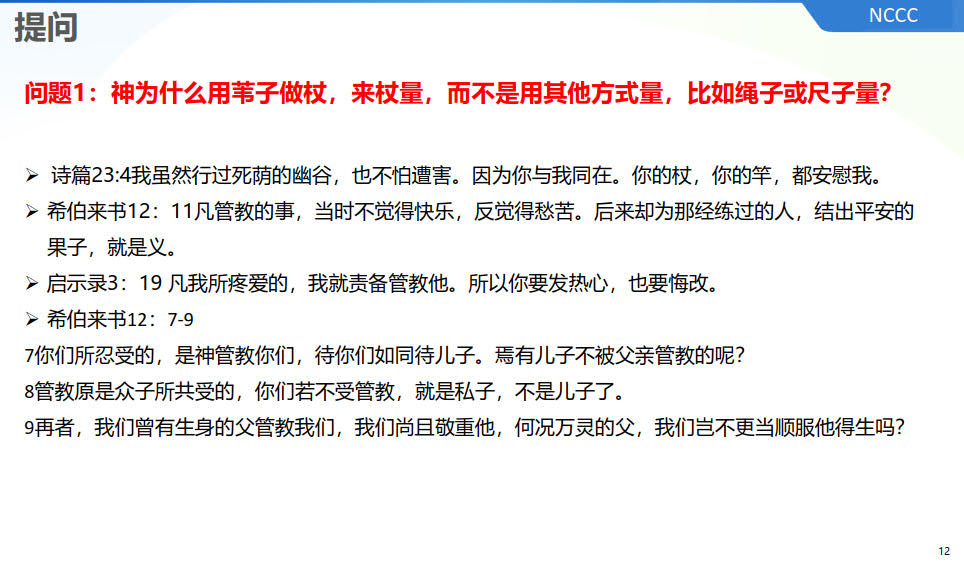 提问
NCCC
问题1：神为什么用苇子做杖，来杖量，而不是用其他方式量，比如绳子或尺子量？
诗篇23:4我虽然行过死荫的幽谷，也不怕遭害。因为你与我同在。你的杖，你的竿，都安慰我。
希伯来书12：11凡管教的事，当时不觉得快乐，反觉得愁苦。后来却为那经练过的人，结出平安的
果子，就是义。
启示录3：19 凡我所疼爱的，我就责备管教他。所以你要发热心，也要悔改。
希伯来书12：7-9
7你们所忍受的，是神管教你们，待你们如同待儿子。焉有儿子不被父亲管教的呢？
8管教原是众子所共受的，你们若不受管教，就是私子，不是儿子了。
9再者，我们曾有生身的父管教我们，我们尚且敬重他，何况万灵的父，我们岂不更当顺服他得生吗？
12